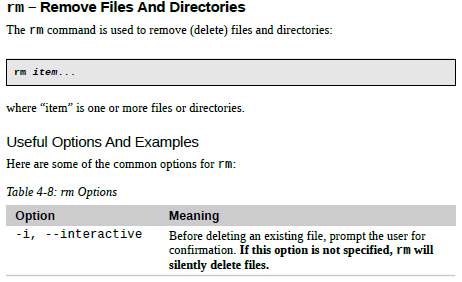 rm – Remove Files And Directories
The rm command is used to remove (delete) files and directories:
rm item...
where “item” is one or more files or directories.
Useful Options And Examples
Here are some of the common options for rm:
Table 4-8: rm Options
Option Meaning
-i, --interactive Before deleting an existing file, prompt the user for
confirmation. If this option is not specified, rm will
silently delete files.